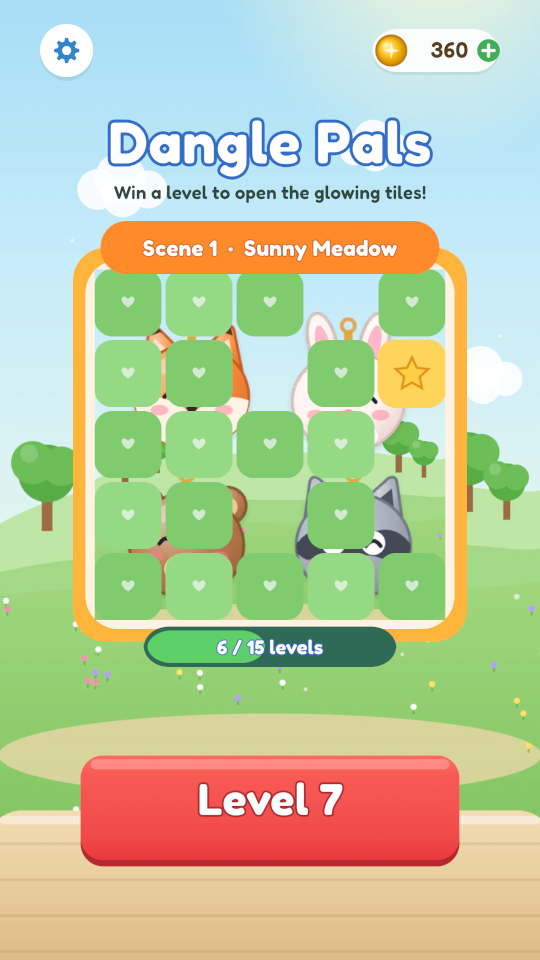 360
Dangle Pals
Win a level to open the glowing tiles!
Scene 1 · Sunny Meadow
6 / 15 levels
Level 7